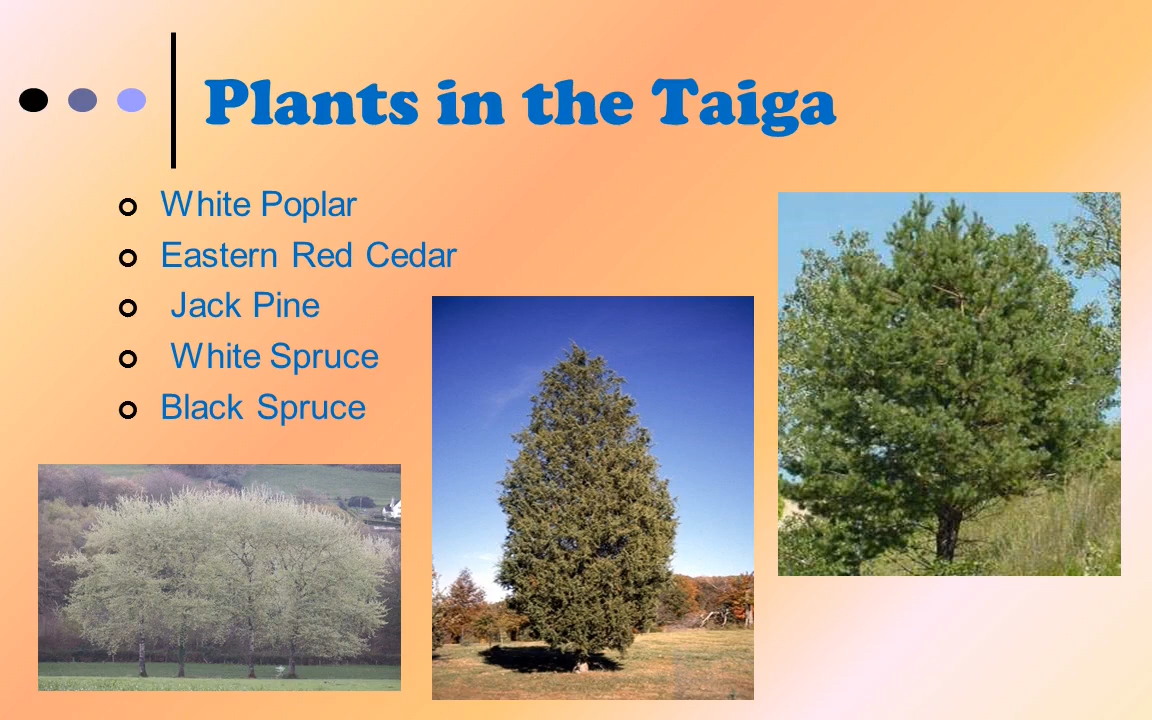 Plants in the Taiga
White Poplar
Eastern Red Cedar
Jack Pine
White Spruce
Black Spruce